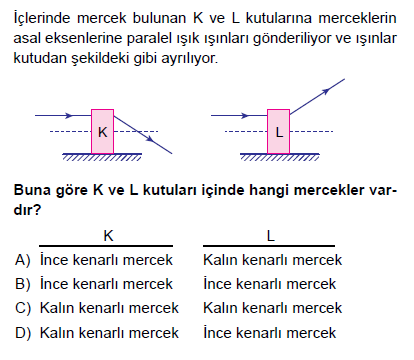 İçlerinde mercek bulunan K ve L kutularına merceklerin
asal eksenlerine paralel ışık ışınları gönderiliyor ve ışınlar
kutudan şekildeki gibi ayrılıyor.
K
L
Buna göre K ve L kutuları içinde hangi mercekler var-
dır?
K L
A) İnce kenarlı mercek Kalın kenarlı mercek
B) İnce kenarlı mercek İnce kenarlı mercek
C) Kalın kenarlı mercek Kalın kenarlı mercek
D) Kalın kenarlı mercek İnce kenarlı mercek